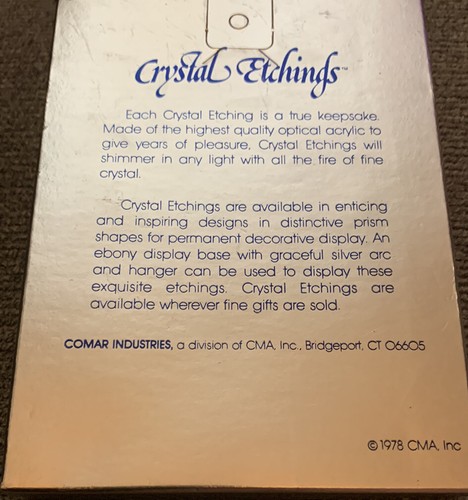 Crystal Etchings™
Each Crystal Etching is a true keepsake.
Made of the highest quality optical acrylic to
give years of pleasure, Crystal Etchings will
shimmer in any light with all the fire of fine
crystal.
Crystal Etchings are available in enticing
and inspiring designs in distinctive prism
shapes for permanent decorative display. An
ebony display base with graceful silver arc
and hanger can be used to display these
exquisite etchings. Crystal Etchings are
available wherever fine gifts are sold.
COMAR INDUSTRIES, a division of CMA, Inc., Bridgeport, CT 06605
© 1978 CMA, Inc